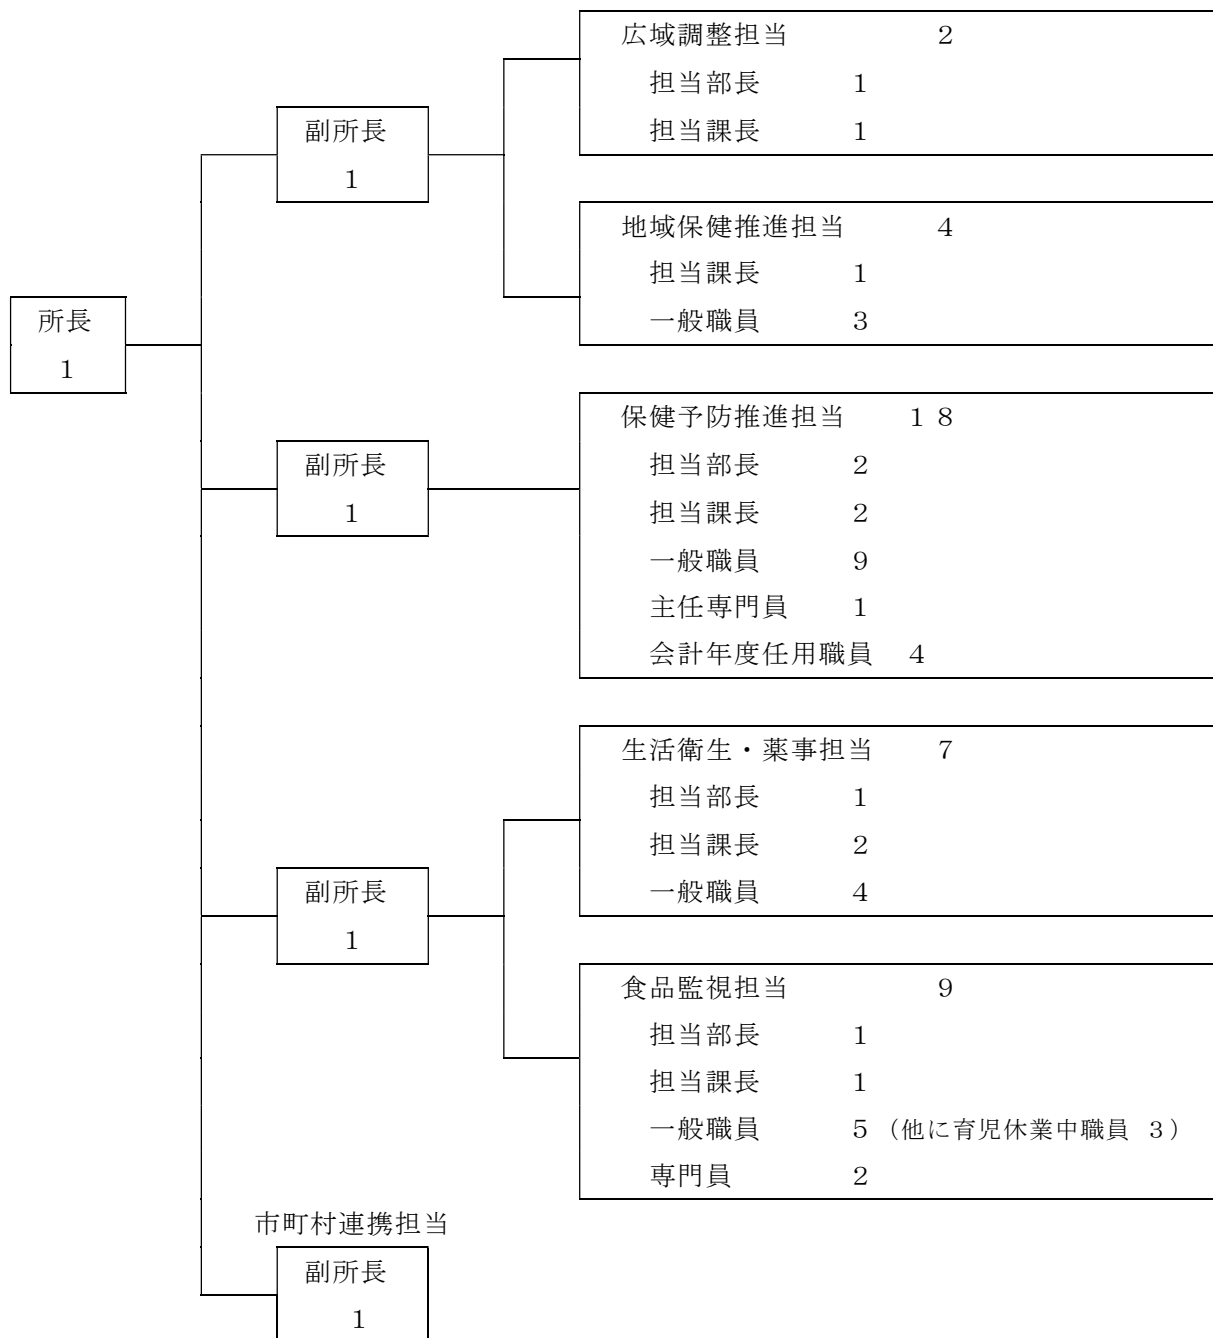 所長
１
副所長
１
広域調整担当　２
担当部長　１
担当課長　１
地域保健推進担当　４
担当課長　１
一般職員　３
副所長
１
保健予防推進担当　１８
担当部長　２
担当課長　２
一般職員　９
主任専門員　１
会計年度任用職員　４
副所長
１
生活衛生・薬事担当　７
担当部長　１
担当課長　２
一般職員　４
食品監視担当　９
担当部長　１
担当課長　１
一般職員　５（他に育児休業中職員　３）
専門員　２
市町村連携担当
副所長
１